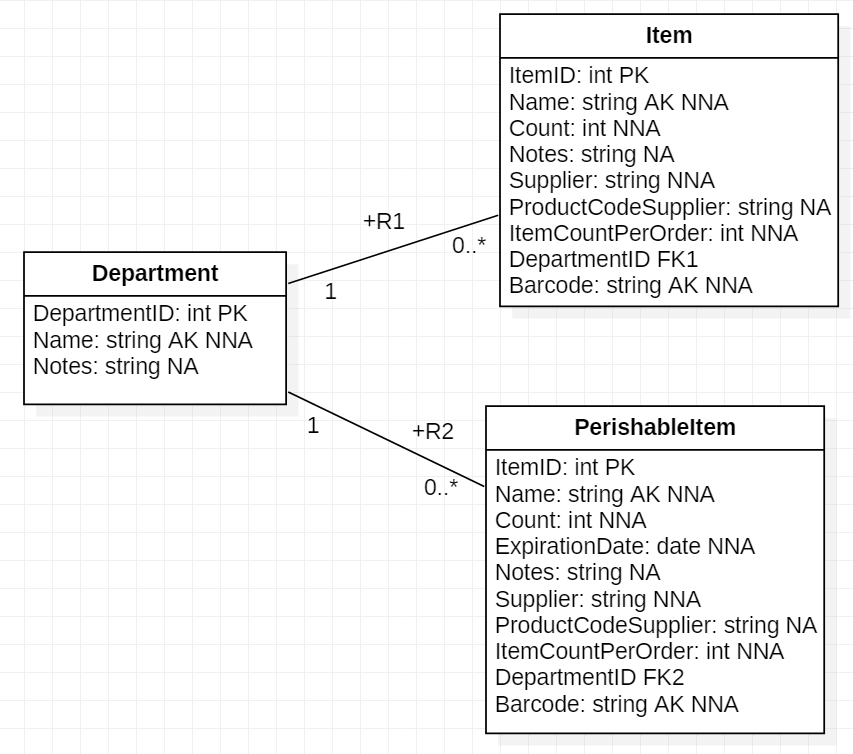 Item
ItemID: int PK
Name: string AK NNA
Count: int NNA
Notes: string NA
Supplier: string NNA
ProductCodeSupplier: string NA
ItemCountPerOrder: int NNA
DepartmentID FK1
Barcode: string AK NNA
+R1
0..*
1
Department
DepartmentID: int PK
Name: string AK NNA
Notes: string NA
1
+R2
0..*
PerishableItem
ItemID: int PK
Name: string AK NNA
Count: int NNA
ExpirationDate: date NNA
Notes: string NA
Supplier: string NNA
ProductCodeSupplier: string NA
ItemCountPerOrder: int NNA
DepartmentID FK2
Barcode: string AK NNA